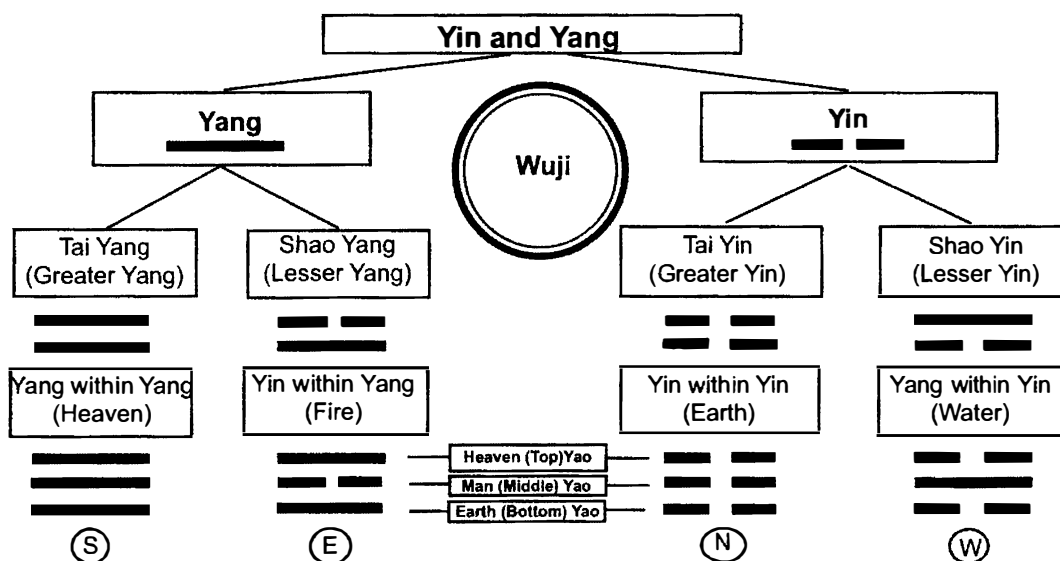 Yin and Yang
Yang
Wuji
Yin
Tai Yang
(Greater Yang)
Shao Yang
(Lesser Yang)
Tai Yin
(Greater Yin)
Shao Yin
(Lesser Yin)
Yang within Yang
(Heaven)
Yin within Yang
(Fire)
Yin within Yin
(Earth)
Yang within Yin
(Water)
Heaven (Top)Yao
Man (Middle) Yao
Earth (Bottom) Yao
S
E
N
W